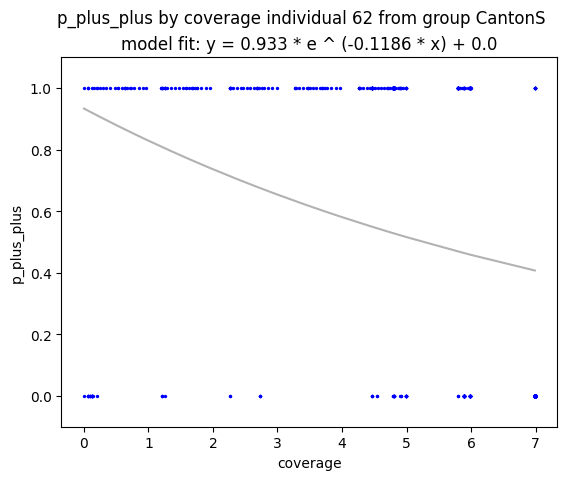 p_plus_plus by coverage individual 62 from group CantonS
model fit: y = 0.933 * e ^ (-0.1186 * x) + 0.0
1.0
0.8
0.6
0.4
0.2
0.0
p_plus_plus
0 1 2 3 4 5 6 7
coverage